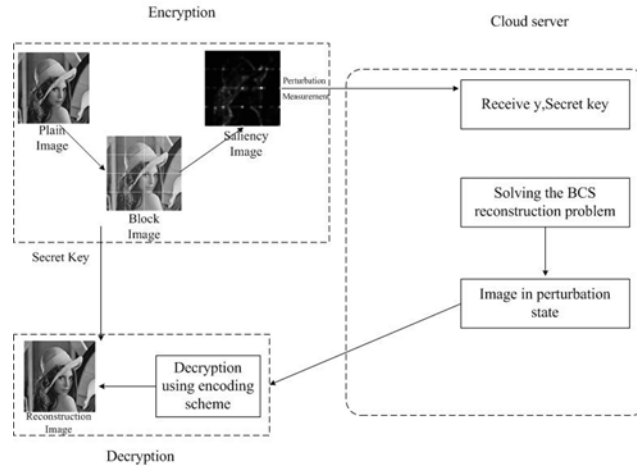 Encryption
Plain
Image
Block
Image
Saliency
Image
Perturbation
Measurement
Cloud server
Receive y,Secret key
Solving the BCS
reconstruction problem
Image in perturbation
state
Secret Key
Reconstruction
Image
Decryption
using encoding
scheme
Decryption